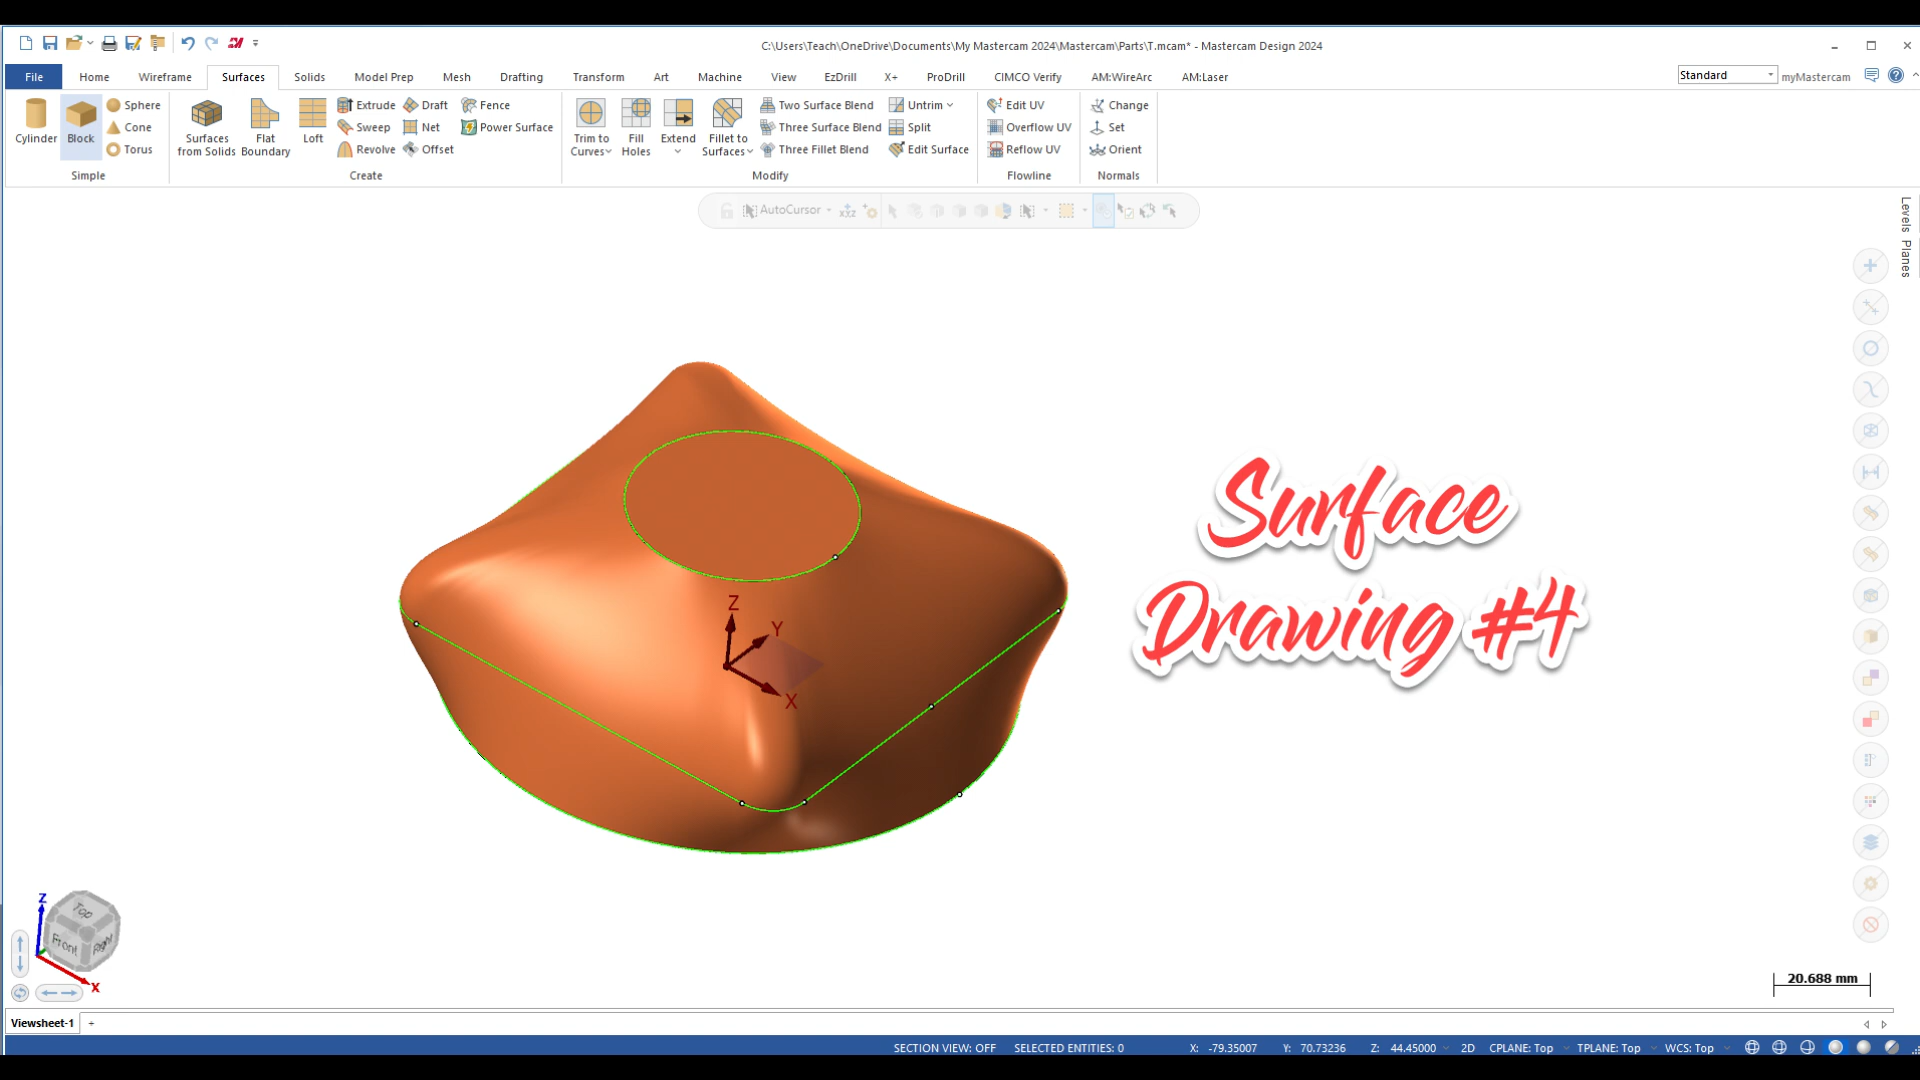 C:\Users\Teach\OneDrive\Documents\My Mastercam 2024\Mastercam\Parts\T.mcam* - Mastercam Design 2024
File Home Wireframe Surfaces Solids Model Prep Mesh Drafting Transform Art Machine View EzDrill X+ ProDrill CIMCO Verify AM:WireArc AM:Laser Standard myMastercam
Cylinder Block Sphere Cone Torus
Simple
Surfaces from Solids Flat Boundary Loft Extrude Sweep Revolve Draft Net Offset Fence Power Surface
Create
Trim to Curves Fill Holes Extend Fillet to Surfaces Two Surface Blend Three Surface Blend Three Fillet Blend Untrim Split Edit Surface
Modify
Edit UV Overflow UV Reflow UV
Flowline
Change Set Orient
Normals
AutoCursor
Levels
Planes
Surface
Drawing #4
Z
Y
X
Z
Top
Front Right
X
20.688 mm
Viewsheet-1 +
SECTION VIEW: OFF SELECTED ENTITIES: 0 X: -79.35007 Y: 70.73236 Z: 44.45000 2D CPLANE: Top TPLANE: Top WCS: Top